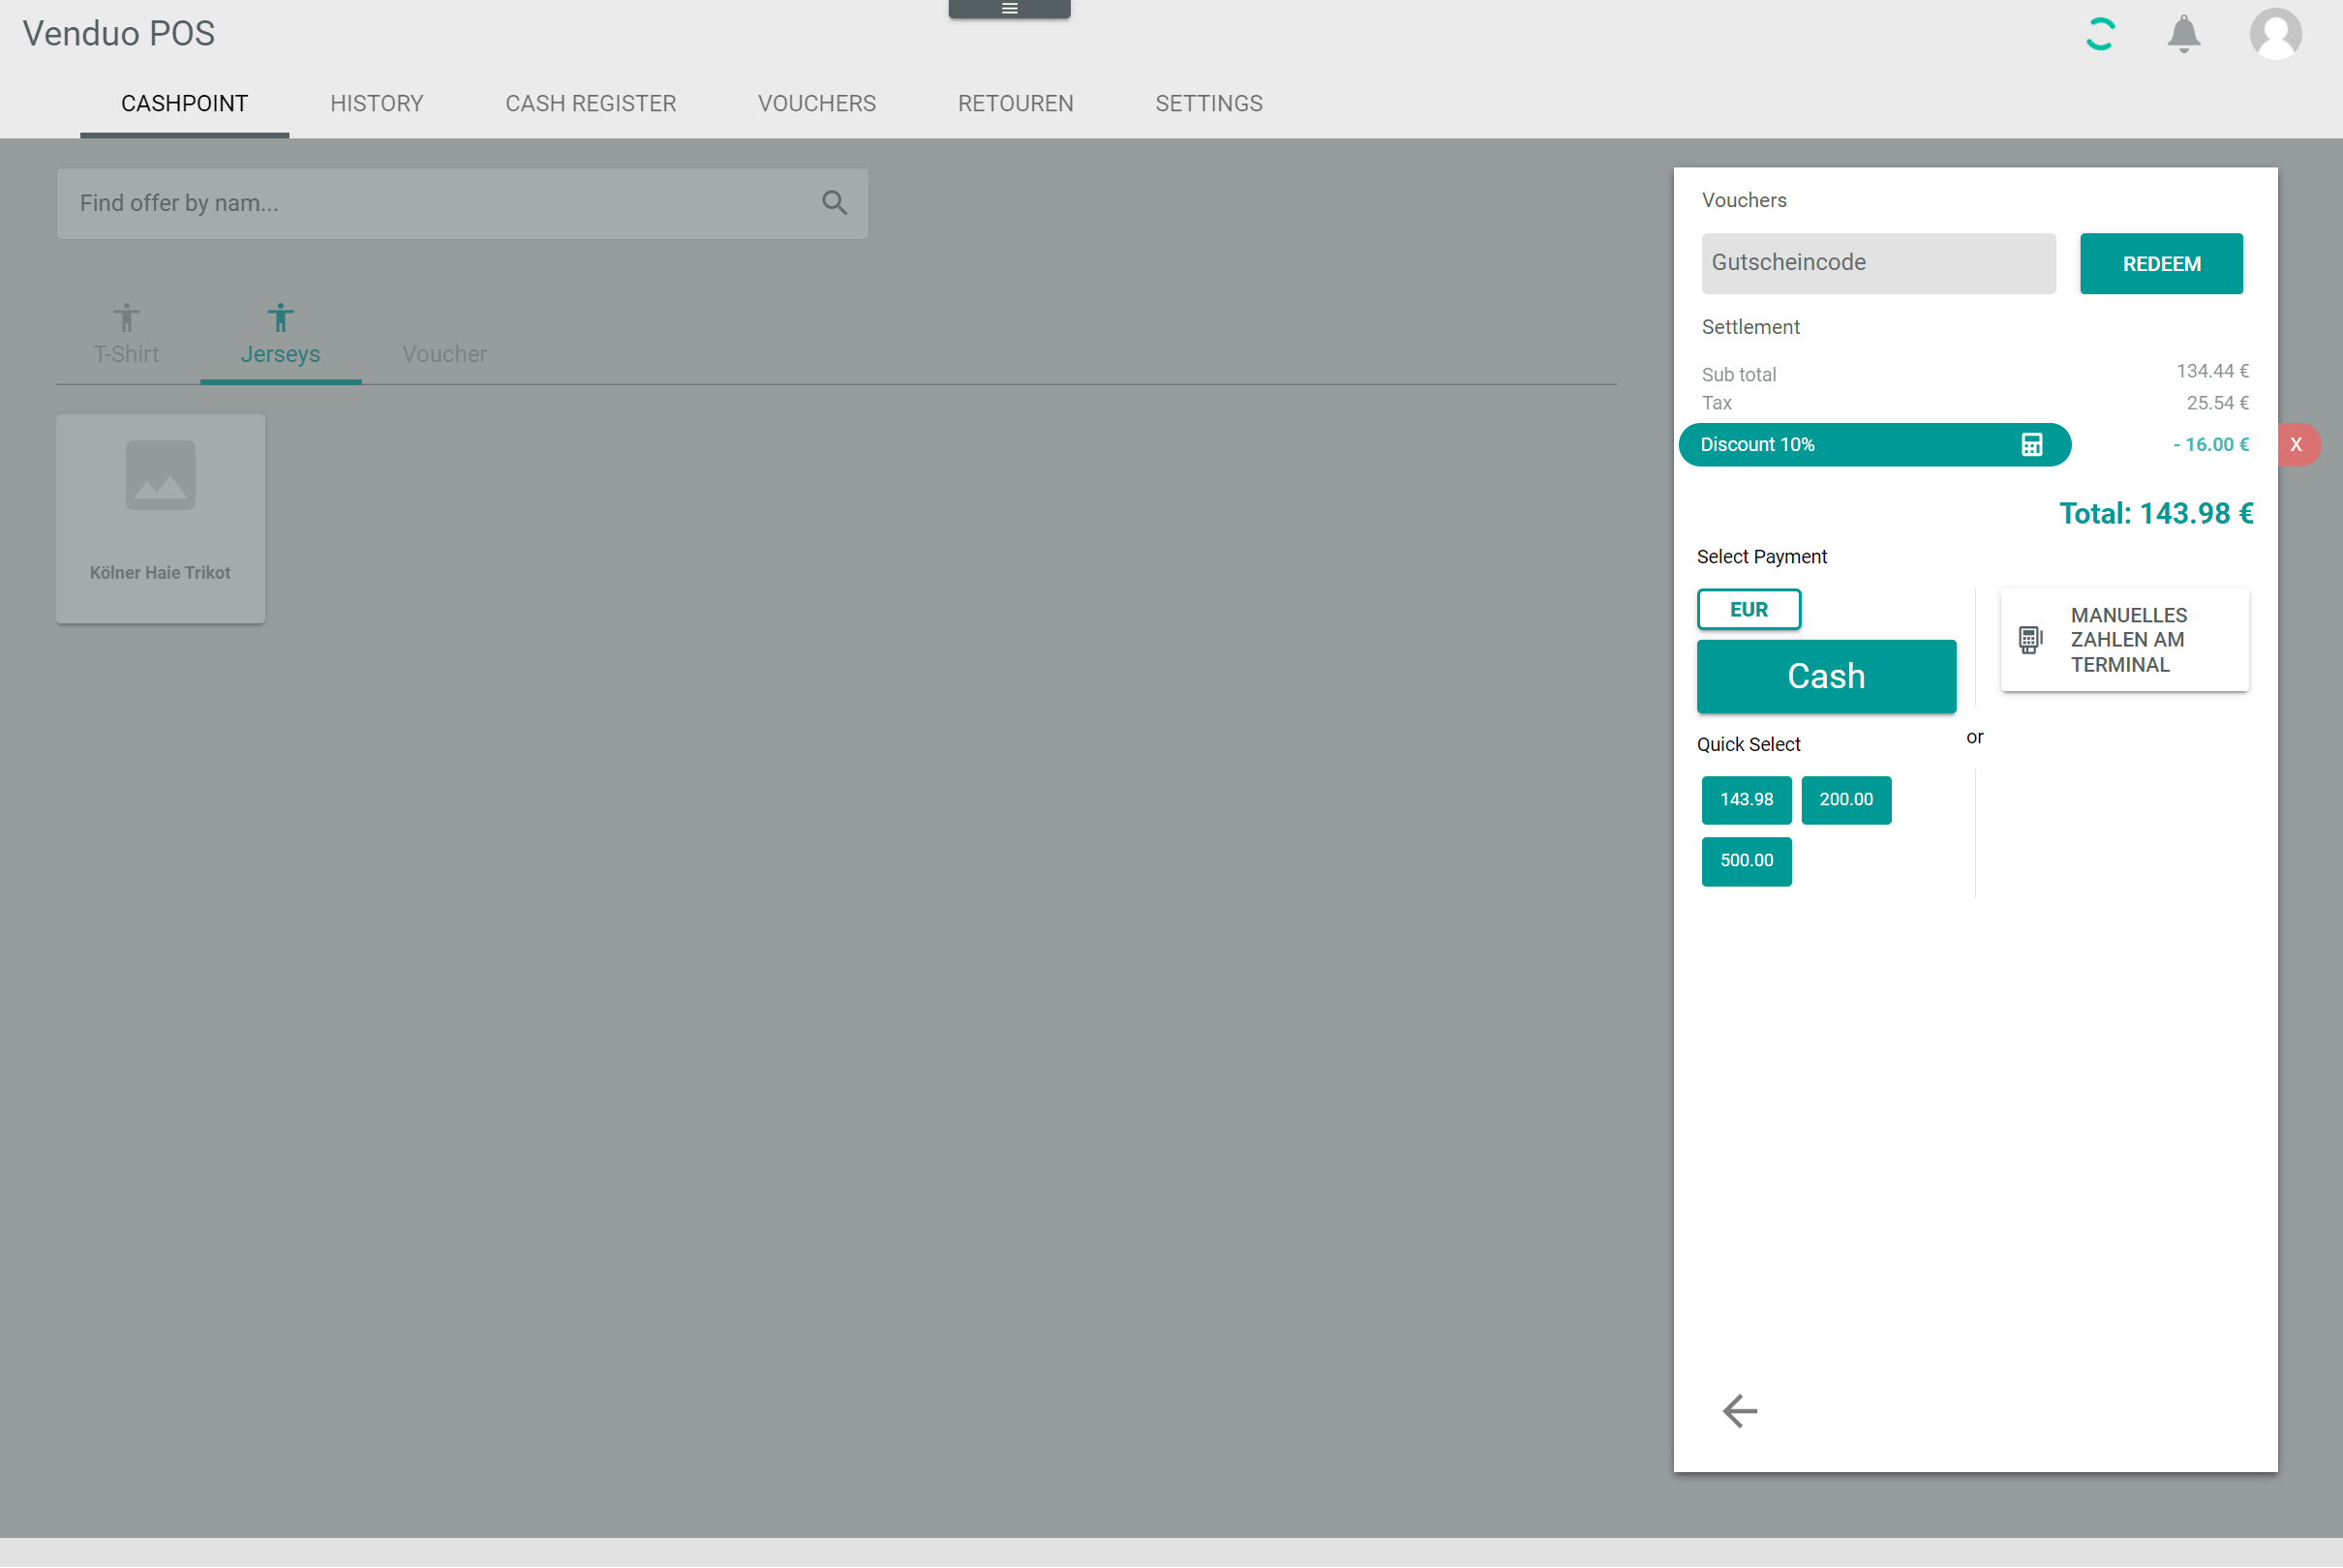 Venduo POS
CASHPOINT HISTORY CASH REGISTER VOUCHERS RETOUREN SETTINGS
Find offer by nam...
T-Shirt Jerseys Voucher
Kölner Haie Trikot
Vouchers
Gutscheincode REDEEM
Settlement
Sub total 134.44 €
Tax 25.54 €
Discount 10% - 16.00 € X
Total: 143.98 €
Select Payment
EUR
Cash
MANUELLES
ZAHLEN AM
TERMINAL
or
Quick Select
143.98 200.00
500.00